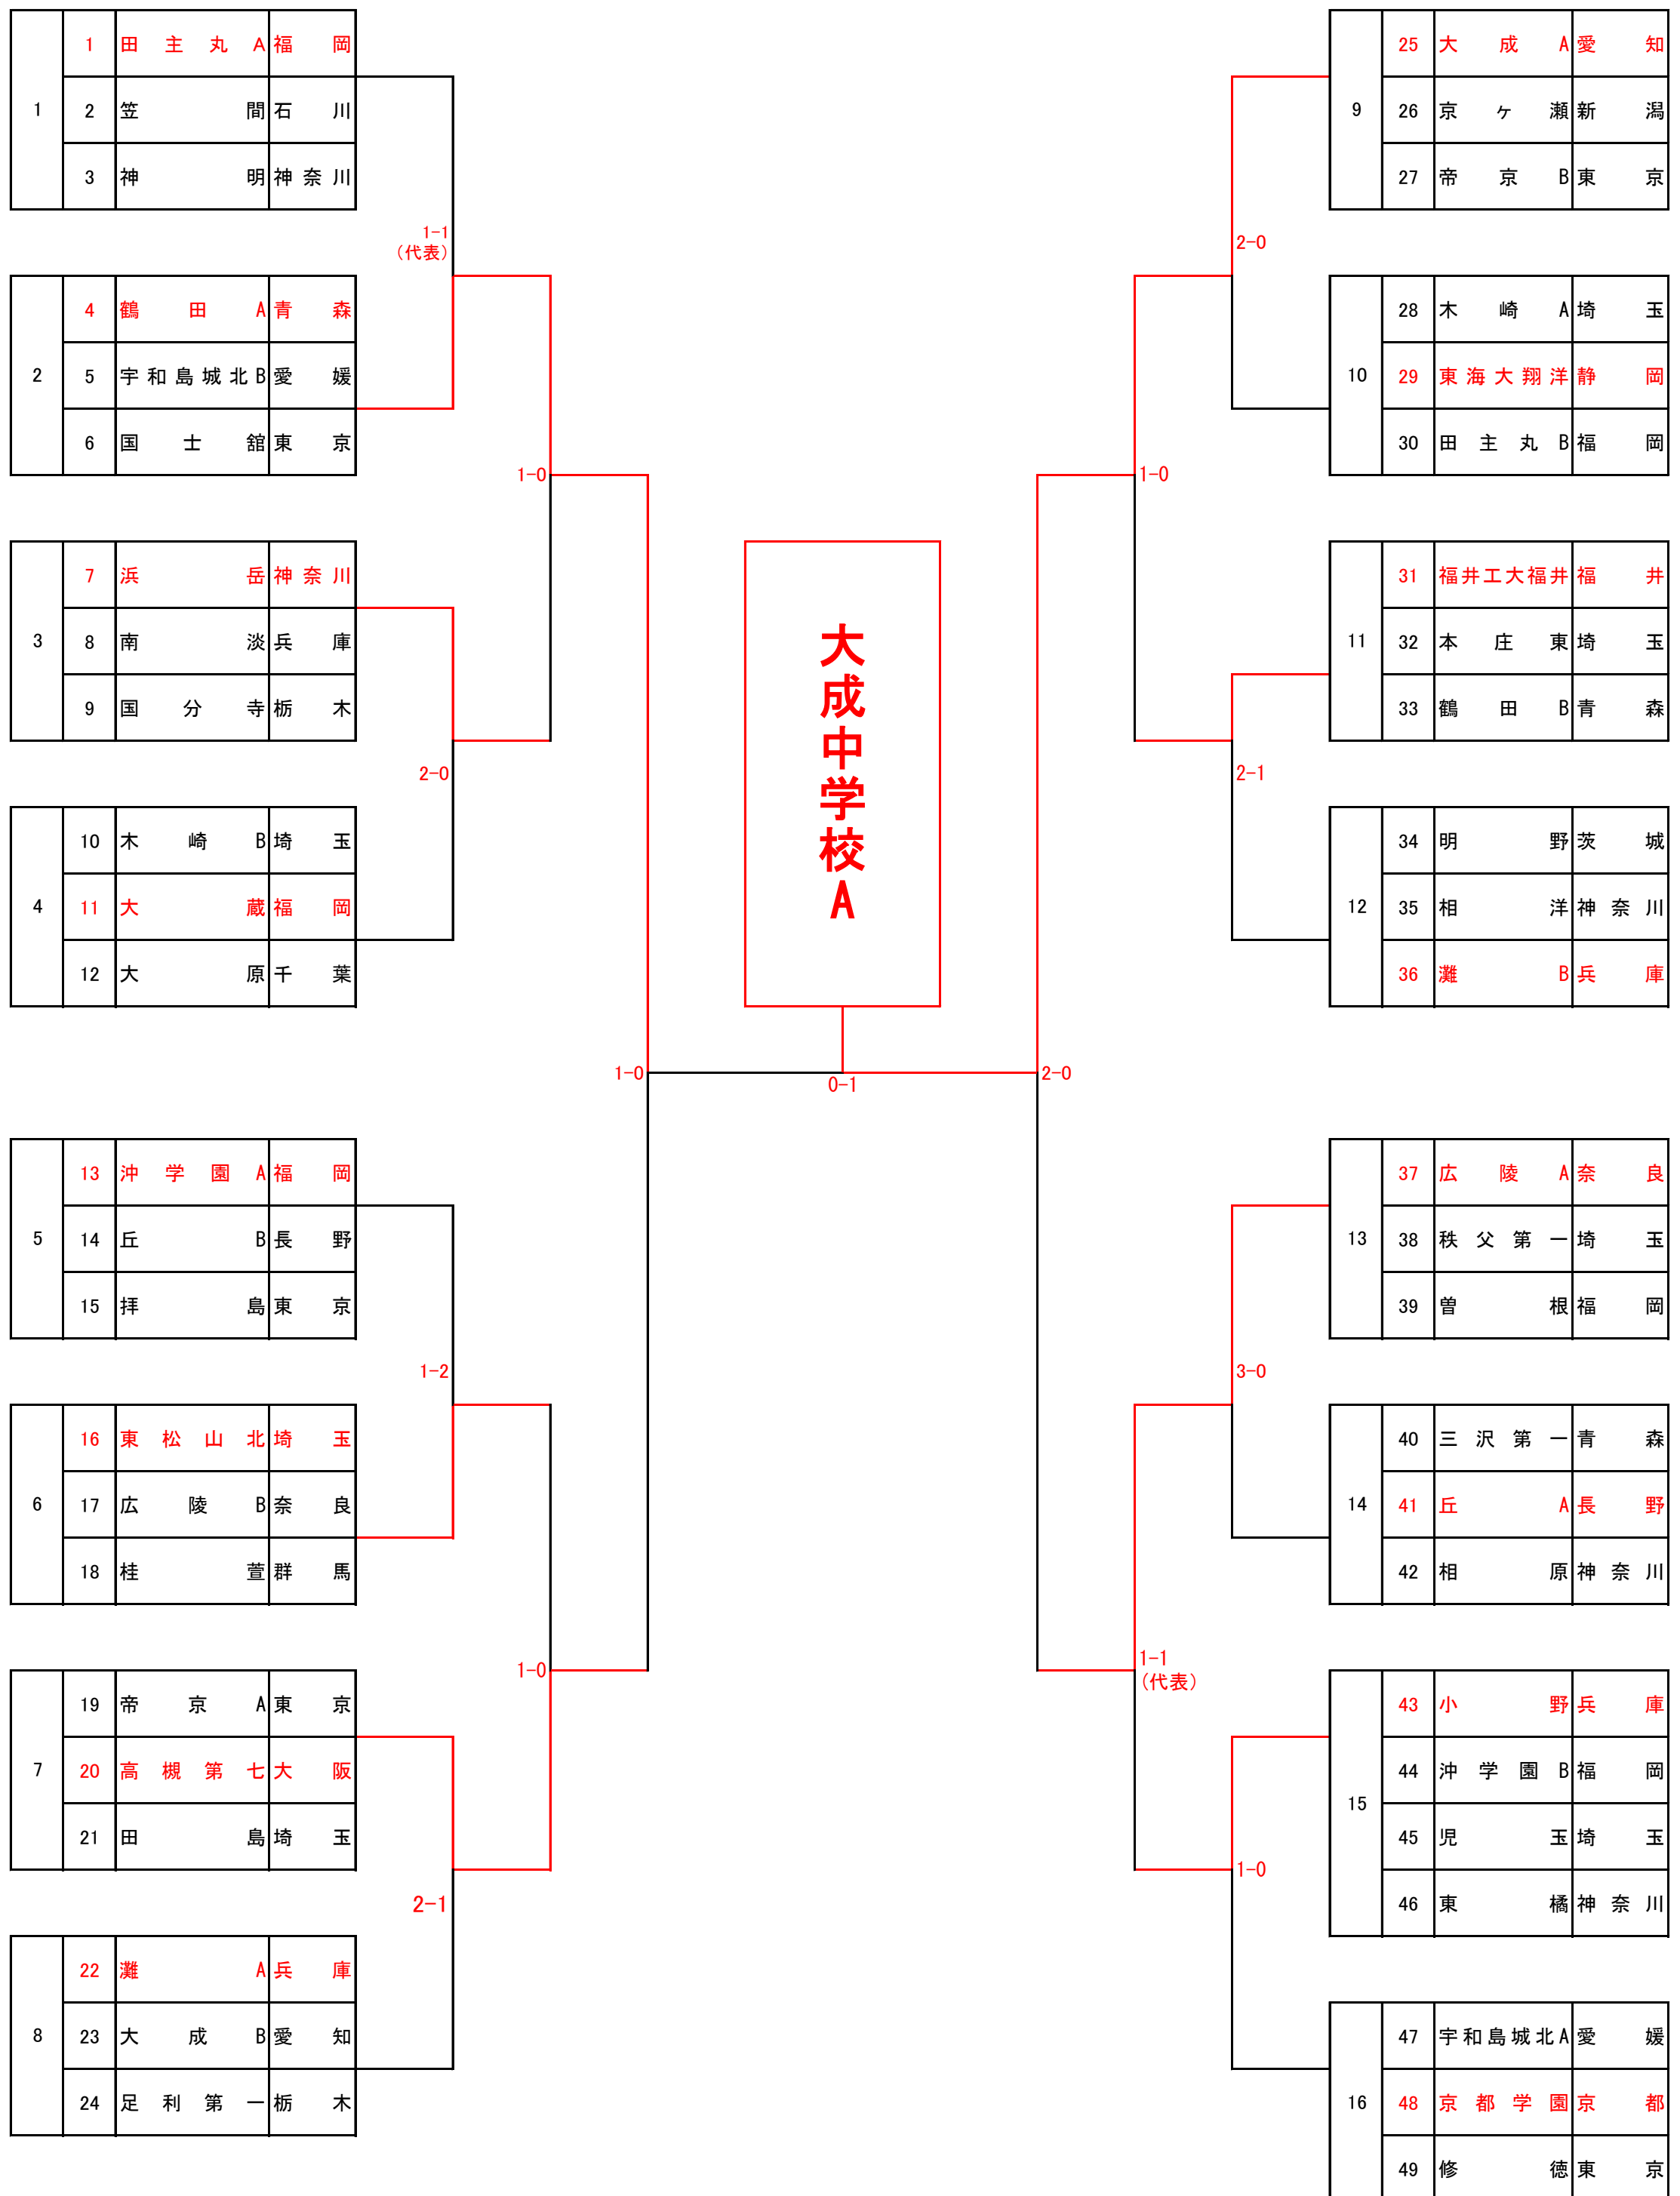 1
1 田主丸A 福岡
2 笠間 石川
3 神明 神奈川
2
4 鶴田A 青森
5 宇和島城北B 愛媛
6 国士舘 東京
3
7 浜岳 神奈川
8 南淡 兵庫
9 国分寺 栃木
4
10 木崎B 埼玉
11 大蔵 福岡
12 大原 千葉
5
13 沖学園A 福岡
14 丘B 長野
15 拝島 東京
6
16 東松山北 埼玉
17 広陵B 奈良
18 桂萱 群馬
7
19 帝京A 東京
20 高槻第七 大阪
21 田島 埼玉
8
22 灘A 兵庫
23 大成B 愛知
24 足利第一 栃木
1-1
(代表)
1-0
2-0
1-0
1-2
1-0
2-1
大成中学校A
0-1
2-0
1-0
2-1
2-0
3-0
1-1
(代表)
1-0
9
25 大成A 愛知
26 京ヶ瀬 新潟
27 帝京B 東京
10
28 木崎A 埼玉
29 東海大翔洋 静岡
30 田主丸B 福岡
11
31 福井工大福井 福井
32 本庄東 埼玉
33 鶴田B 青森
12
34 明野 茨城
35 相洋 神奈川
36 灘B 兵庫
13
37 広陵A 奈良
38 秩父第一 埼玉
39 曽根 福岡
14
40 三沢第一 青森
41 丘A 長野
42 相原 神奈川
15
43 小野 兵庫
44 沖学園B 福岡
45 児玉 埼玉
46 東橘 神奈川
16
47 宇和島城北A 愛媛
48 京都学園 京都
49 修徳 東京